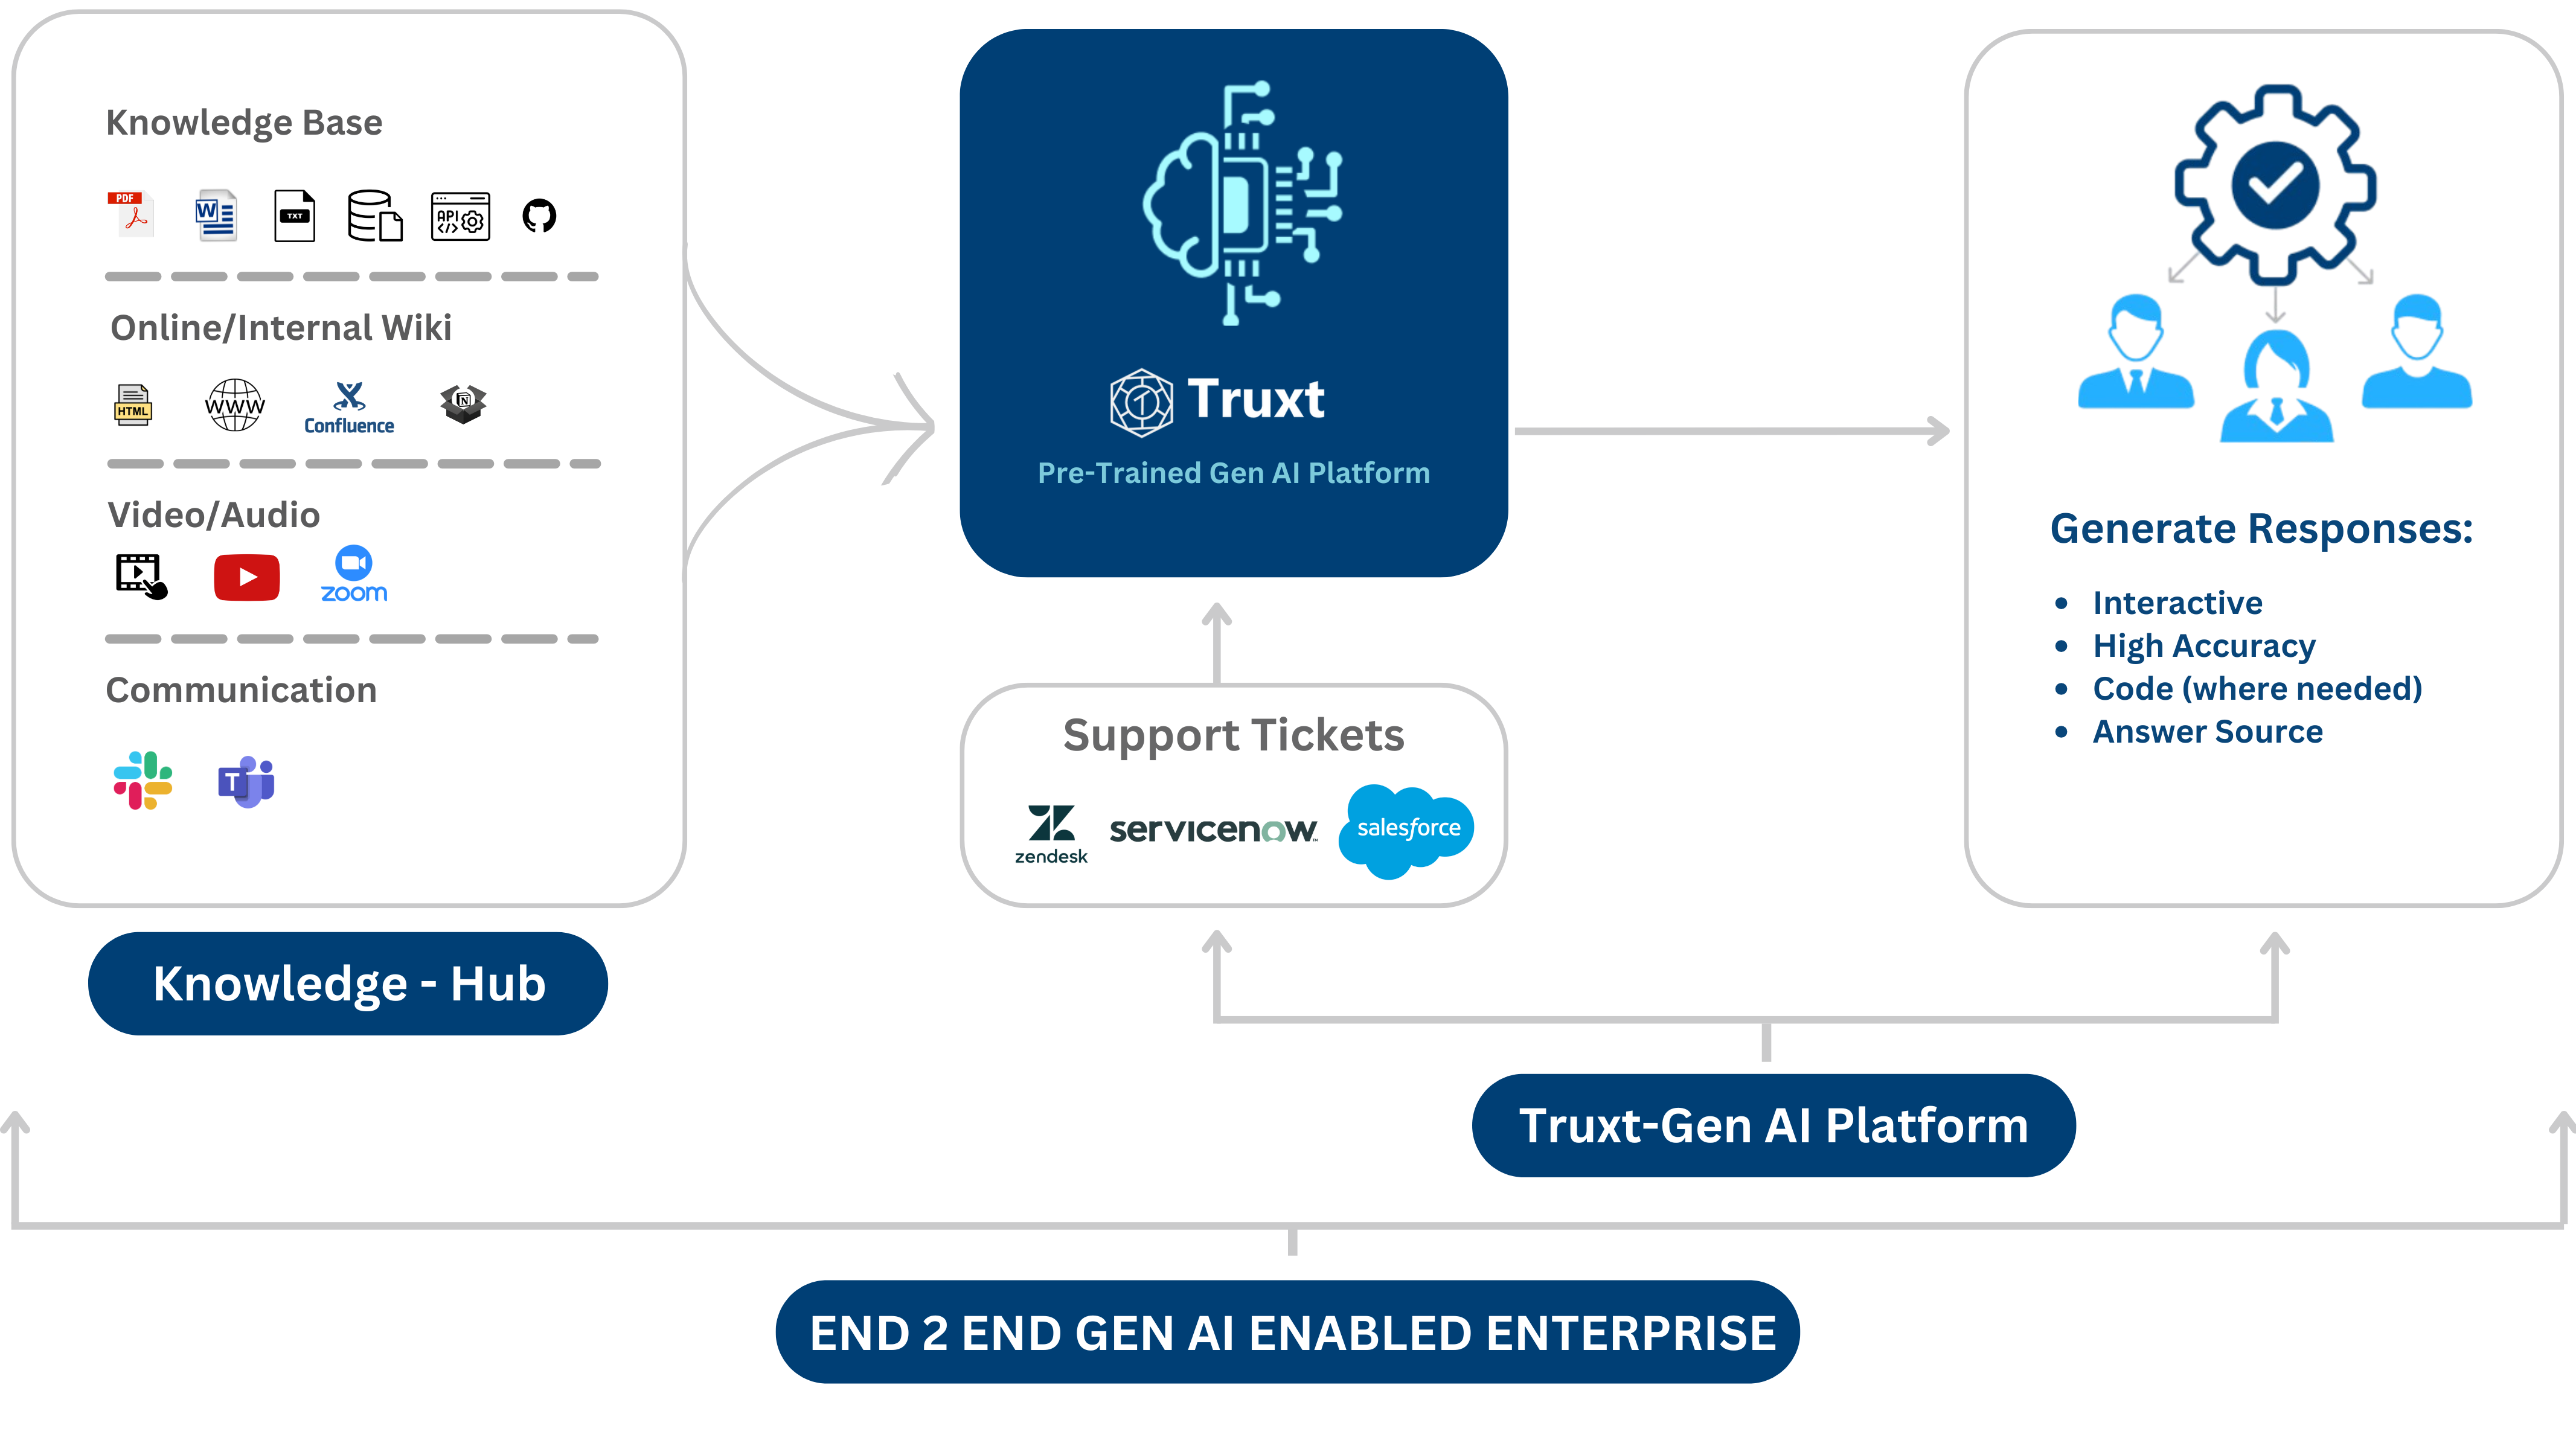 Knowledge Base
PDF
W
TXT
API
</>
Online/Internal Wiki
HTML
WWW
Confluence
N
Video/Audio
zoom
Communication
T
Knowledge - Hub
Truxt
Pre-Trained Gen AI Platform
Support Tickets
zendesk
servicenow™
salesforce
Generate Responses:
• Interactive
• High Accuracy
• Code (where needed)
• Answer Source
Truxt-Gen AI Platform
END 2 END GEN AI ENABLED ENTERPRISE